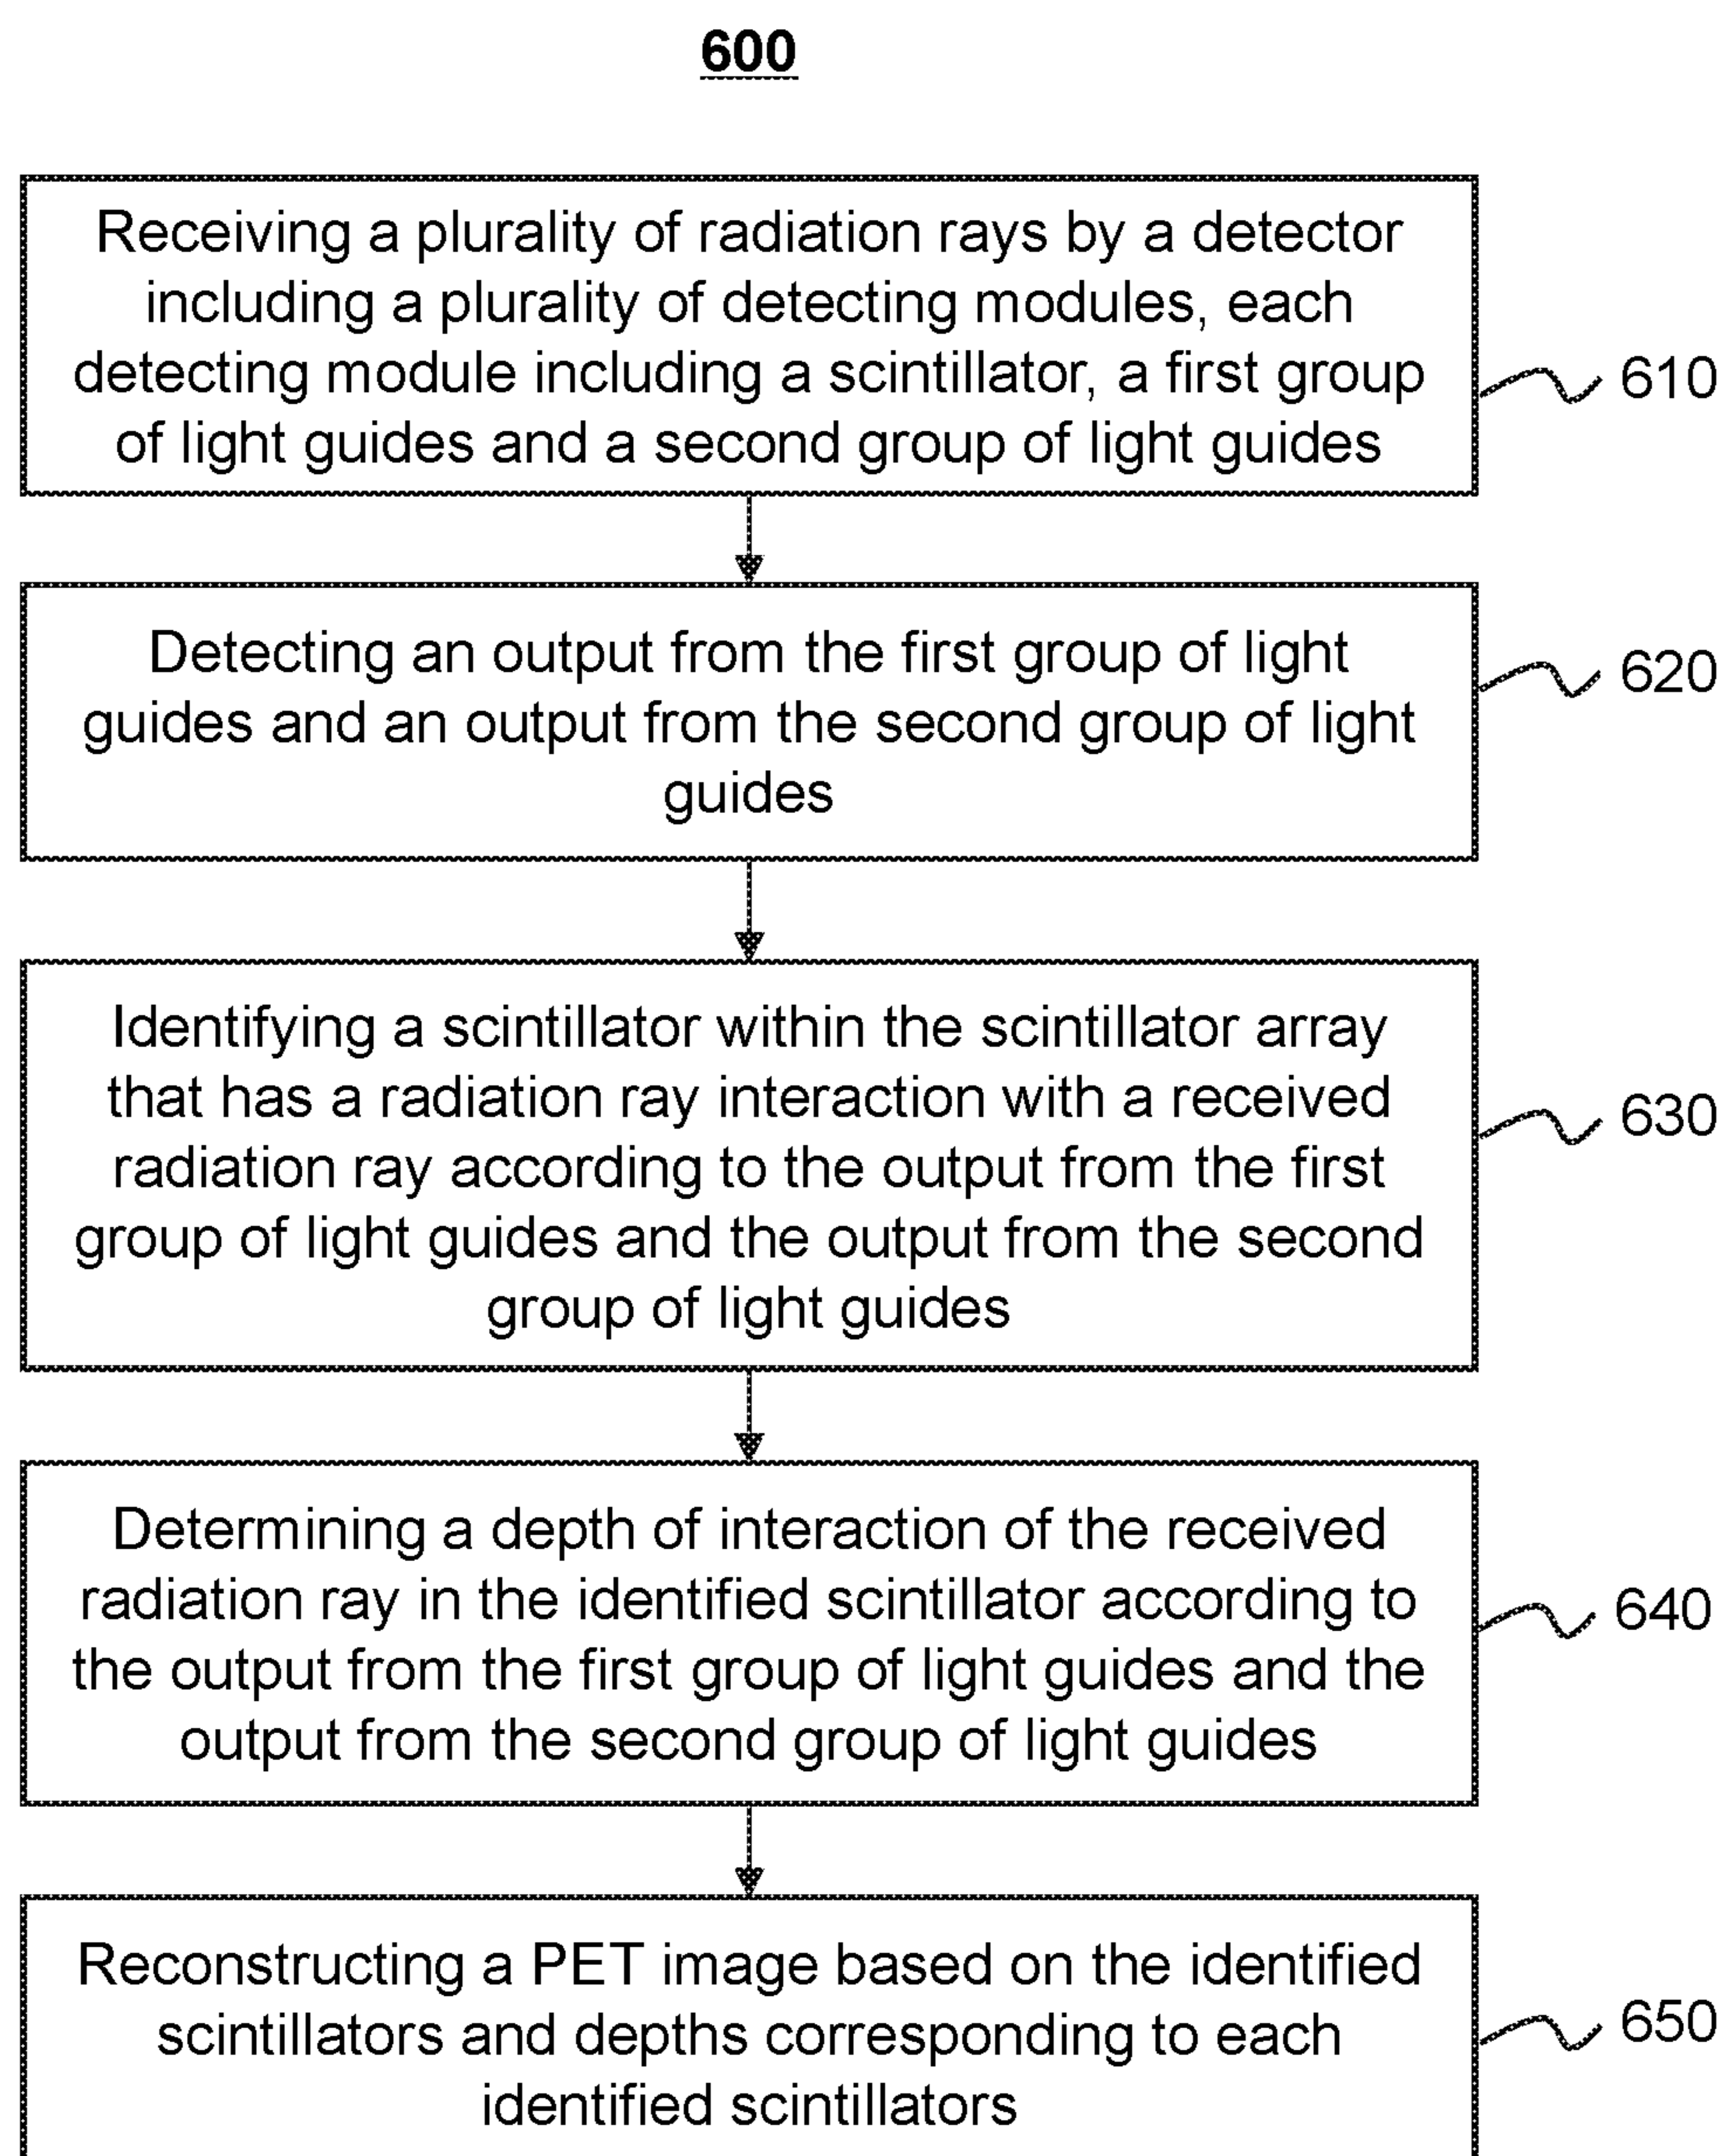 600
Receiving a plurality of radiation rays by a detector
including a plurality of detecting modules, each
detecting module including a scintillator, a first group
of light guides and a second group of light guides
610
Detecting an output from the first group of light
guides and an output from the second group of light
guides
620
Identifying a scintillator within the scintillator array
that has a radiation ray interaction with a received
radiation ray according to the output from the first
group of light guides and the output from the second
group of light guides
630
Determining a depth of interaction of the received
radiation ray in the identified scintillator according to
the output from the first group of light guides and the
output from the second group of light guides
640
Reconstructing a PET image based on the identified
scintillators and depths corresponding to each
identified scintillators
650